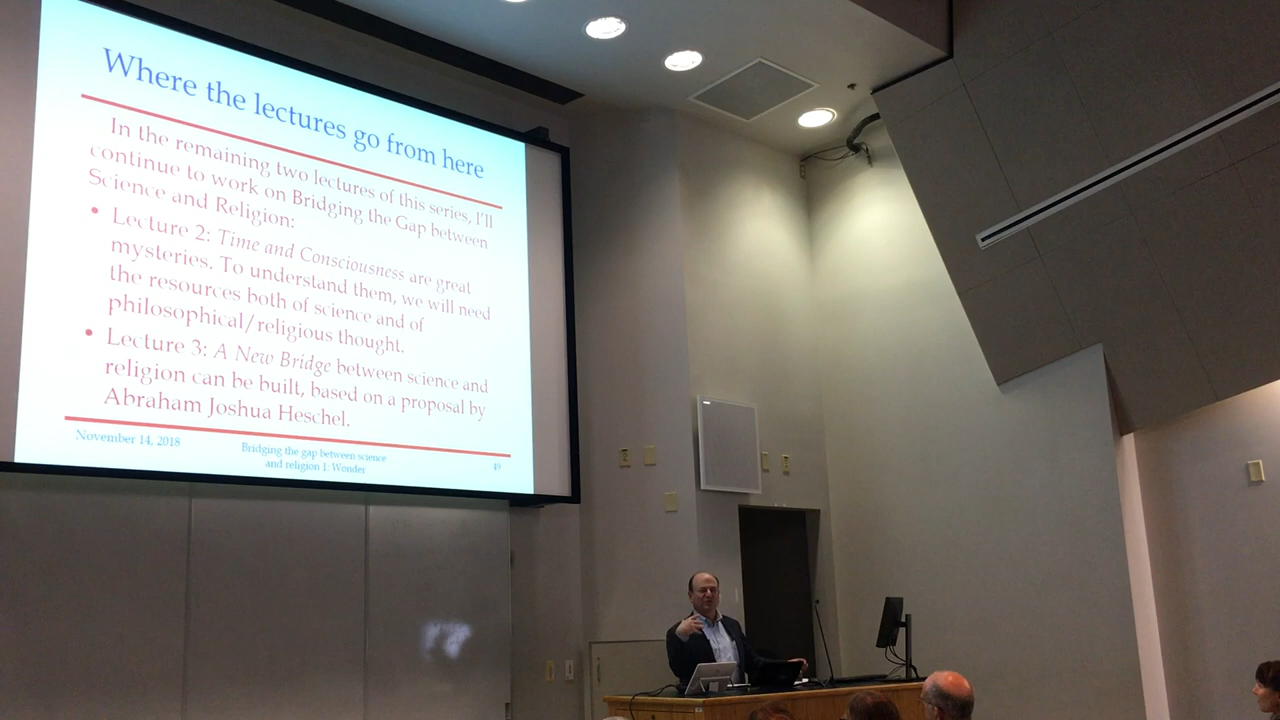 Where the lectures go from here
In the remaining two lectures of this series, I'll
continue to work on Bridging the Gap between
Science and Religion:
• Lecture 2: Time and Consciousness are great
mysteries. To understand them, we will need
the resources both of science and of
philosophical/religious thought.
• Lecture 3: A New Bridge between science and
religion can be built, based on a proposal by
Abraham Joshua Heschel.
November 14, 2018
Bridging the gap between science
and religion 1: Wonder
49